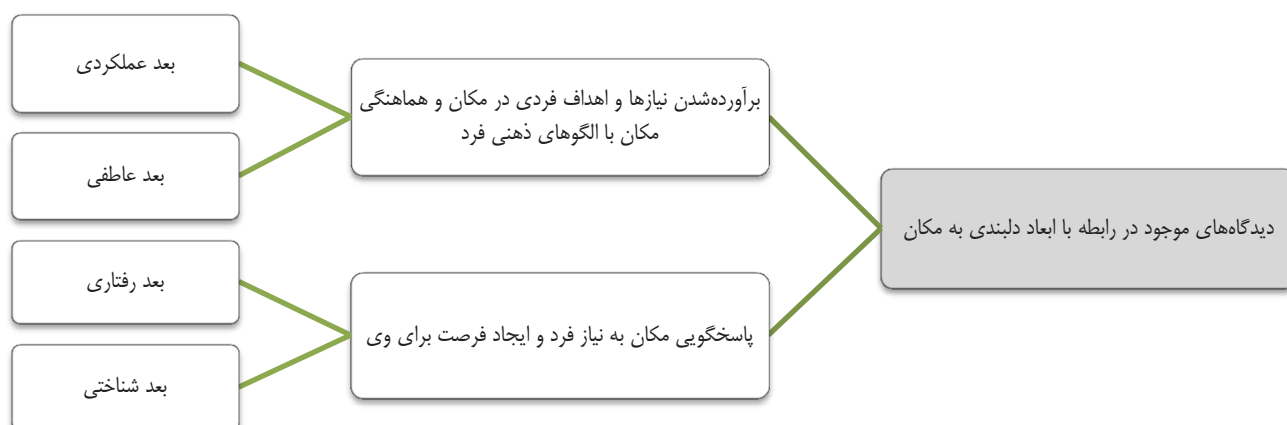 دیدگاه‌های موجود در رابطه با ابعاد دلبندی به مکان
برآورده‌شدن نیازها و اهداف فردی در مکان و هماهنگی
مکان با الگوهای ذهنی فرد
بعد عملکردی
بعد عاطفی
پاسخگویی مکان به نیاز فرد و ایجاد فرصت برای وی
بعد رفتاری
بعد شناختی